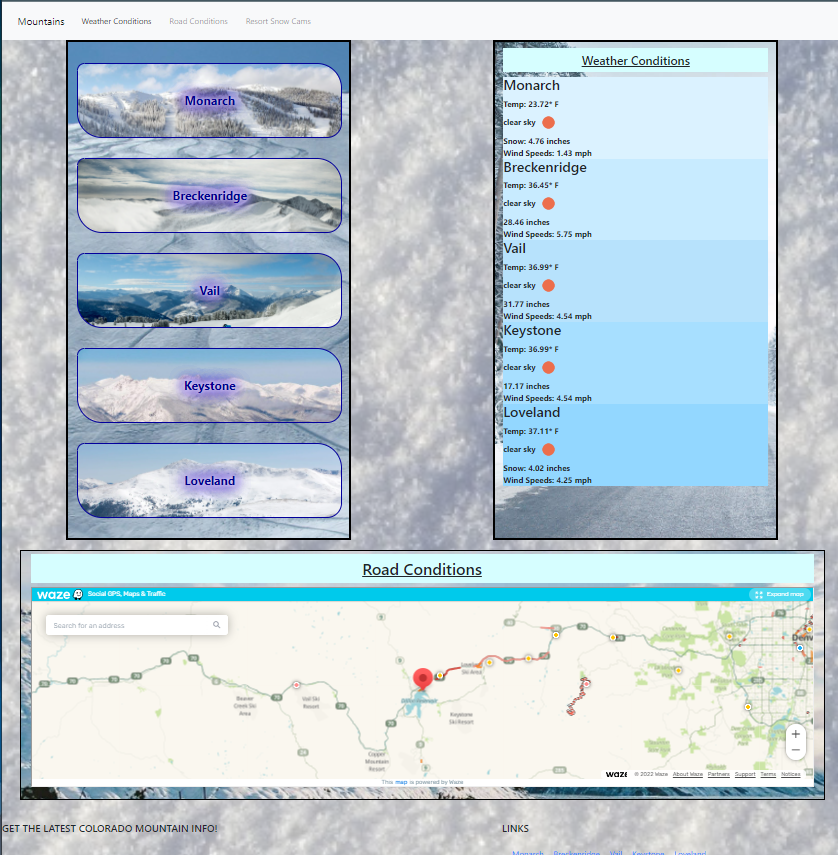 Mountains Weather Conditions Road Conditions Resort Snow Cams
Monarch
Breckenridge
Vail
Keystone
Loveland
Weather Conditions
Monarch
Temp: 23.72° F
clear sky
Snow: 4.76 inches
Wind Speeds: 1.43 mph
Breckenridge
Temp: 36.45° F
clear sky
28.46 inches
Wind Speeds: 5.75 mph
Vail
Temp: 36.99° F
clear sky
31.77 inches
Wind Speeds: 4.54 mph
Keystone
Temp: 36.99° F
clear sky
17.17 inches
Wind Speeds: 4.54 mph
Loveland
Temp: 37.11° F
clear sky
Snow: 4.02 inches
Wind Speeds: 4.25 mph
Road Conditions
waze Social GPS, Maps & Traffic
Expand map
Search for an address
Denv
Ski Area
Beaver
Creek Ski
Area
Vail Ski
Resort
Keystone
Ski Resort
Copper
Mountain
Resort
waze © 2022 Waze About Waze Partners Support Terms Notices
This map is powered by Waze
GET THE LATEST COLORADO MOUNTAIN INFO!
LINKS
Monarch Breckenridge Vail Keystone Loveland